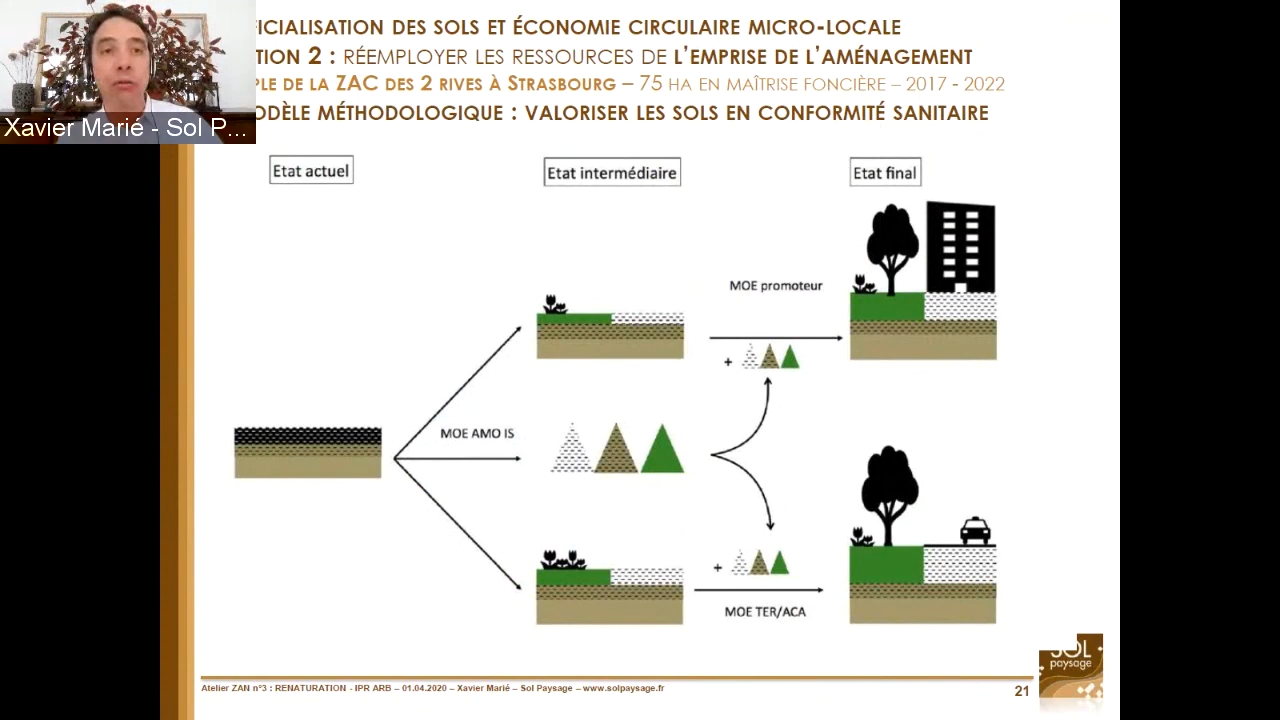 FICIALISATION DES SOLS ET ÉCONOMIE CIRCULAIRE MICRO-LOCALE
TION 2 : RÉEMPLOYER LES RESSOURCES DE L'EMPRISE DE L'AMÉNAGEMENT
PLE DE LA ZAC DES 2 RIVES À STRASBOURG – 75 HA EN MAÎTRISE FONCIÈRE – 2017 - 2022
ODÈLE MÉTHODOLOGIQUE : VALORISER LES SOLS EN CONFORMITÉ SANITAIRE
Xavier Marié - Sol P...
Etat actuel
Etat intermédiaire
Etat final
MOE promoteur
+
MOE AMO IS
+
MOE TER/ACA
SOL
paysage
Atelier ZAN n°3 : RENATURATION - IPR ARB – 01.04.2020 – Xavier Marié – Sol Paysage – www.solpaysage.fr
21